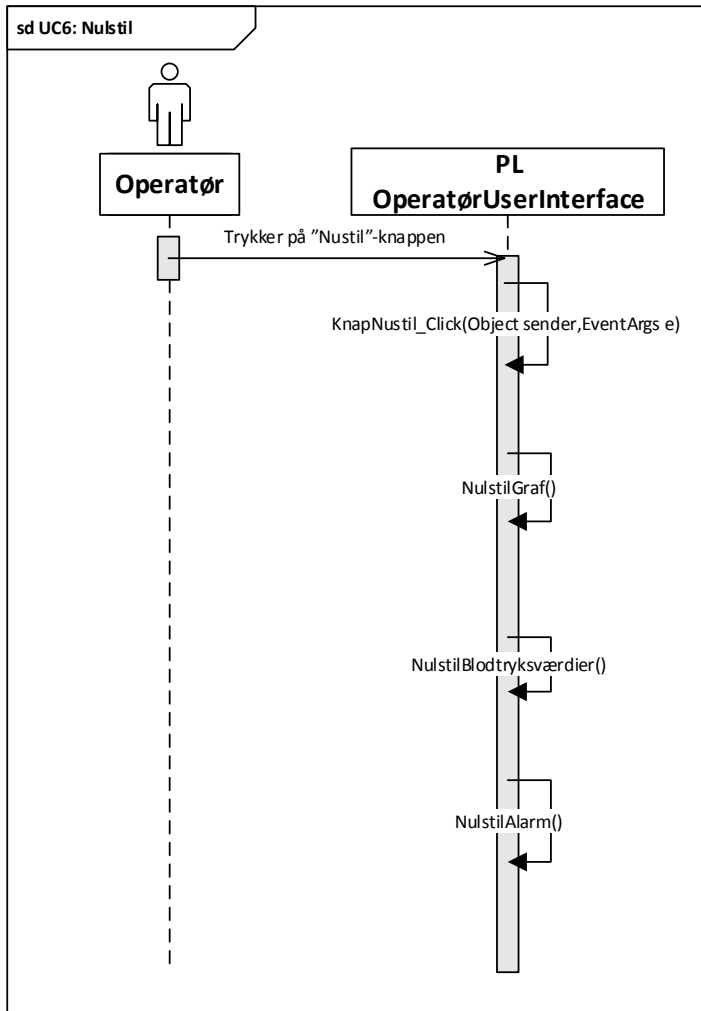 sd UC6: Nulstil
Operatør
PL
OperatørUserInterface
Trykker på ”Nustil”-knappen
KnapNustil_Click(Object sender,EventArgs e)
NulstilGraf()
NulstilBlodtryksværdier()
NulstilAlarm()